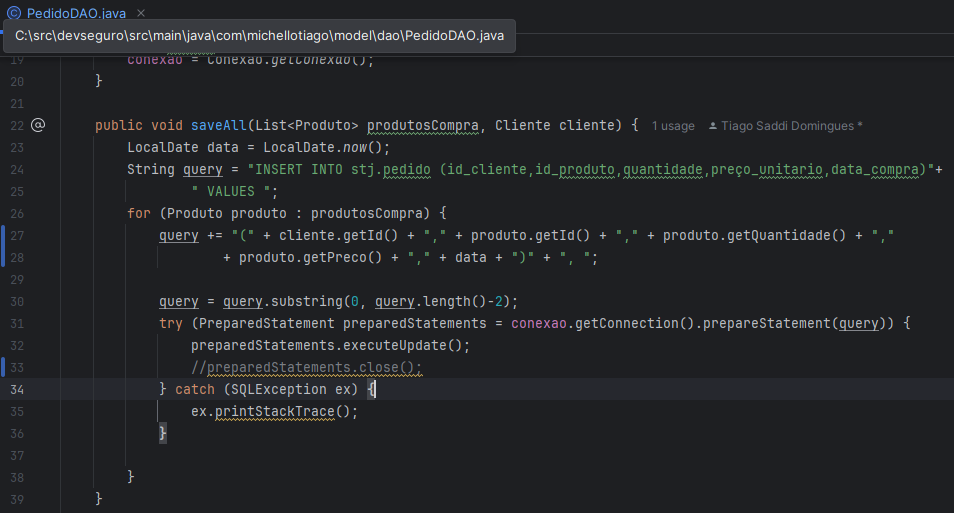 PedidoDAO.java
C:\src\devseguro\src\main\java\com\michellotiago\model\dao\PedidoDAO.java
19 conexao = Conexao.getConexao();
20 }
21
22 public void saveAll(List<Produto> produtosCompra, Cliente cliente) { 1 usage Tiago Saddi Domingues *
23 LocalDate data = LocalDate.now();
24 String query = "INSERT INTO stj.pedido (id_cliente,id_produto,quantidade,preço_unitario,data_compra)"+
25 " VALUES ";
26 for (Produto produto : produtosCompra) {
27 query += "(" + cliente.getId() + "," + produto.getId() + "," + produto.getQuantidade() + ","
28 + produto.getPreco() + "," + data + ")" + ", ";
29
30 query = query.substring(0, query.length()-2);
31 try (PreparedStatement preparedStatements = conexao.getConnection().prepareStatement(query)) {
32 preparedStatements.executeUpdate();
33 //preparedStatements.close();
34 } catch (SQLException ex) {
35 ex.printStackTrace();
36 }
37
38 }
39 }